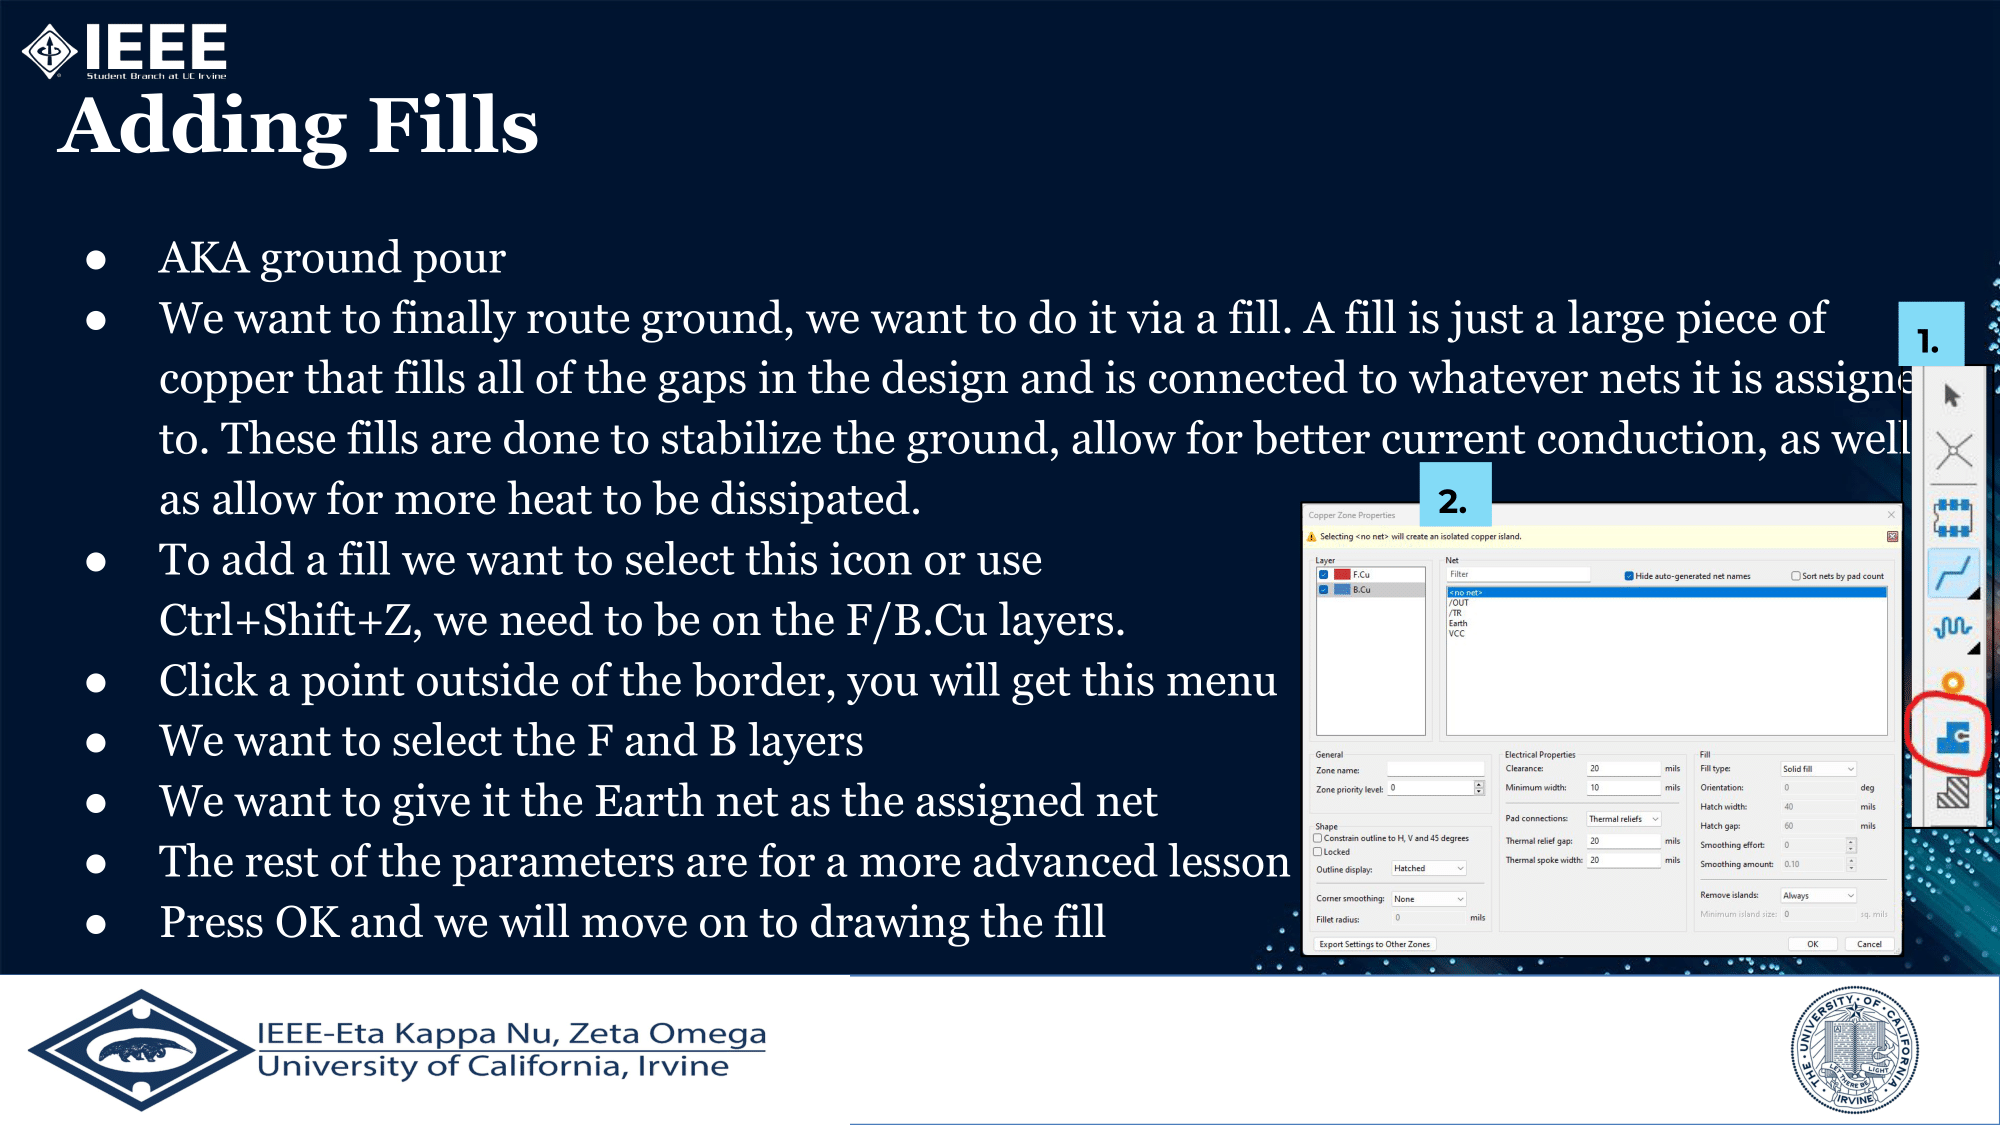 IEEE
Student Branch at UC Irvine
Adding Fills
● AKA ground pour
● We want to finally route ground, we want to do it via a fill. A fill is just a large piece of
copper that fills all of the gaps in the design and is connected to whatever nets it is assigne
to. These fills are done to stabilize the ground, allow for better current conduction, as well
as allow for more heat to be dissipated.
● To add a fill we want to select this icon or use
Ctrl+Shift+Z, we need to be on the F/B.Cu layers.
● Click a point outside of the border, you will get this menu
● We want to select the F and B layers
● We want to give it the Earth net as the assigned net
● The rest of the parameters are for a more advanced lesson
● Press OK and we will move on to drawing the fill
1.
2.
Copper Zone Properties
Selecting <no net> will create an isolated copper island.
Layer
F.Cu
B.Cu
Net
Filter
Hide auto-generated net names
Sort nets by pad count
<no net>
/OUT
/TR
Earth
VCC
General
Zone name:
Zone priority level: 0
Shape
Constrain outline to H, V and 45 degrees
Locked
Outline display: Hatched
Corner smoothing: None
Fillet radius: 0 mils
Electrical Properties
Clearance: 20 mils
Minimum width: 10 mils
Pad connections: Thermal reliefs
Thermal relief gap: 20 mils
Thermal spoke width: 20 mils
Fill
Fill type: Solid fill
Orientation: 0 deg
Hatch width: 40 mils
Hatch gap: 60 mils
Smoothing effort: 0
Smoothing amount: 0.10
Remove islands: Always
Minimum island size: 0 sq. mils
Export Settings to Other Zones
OK
Cancel
IEEE-Eta Kappa Nu, Zeta Omega
University of California, Irvine
THE UNIVERSITY OF CALIFORNIA
LET THERE BE LIGHT
IRVINE